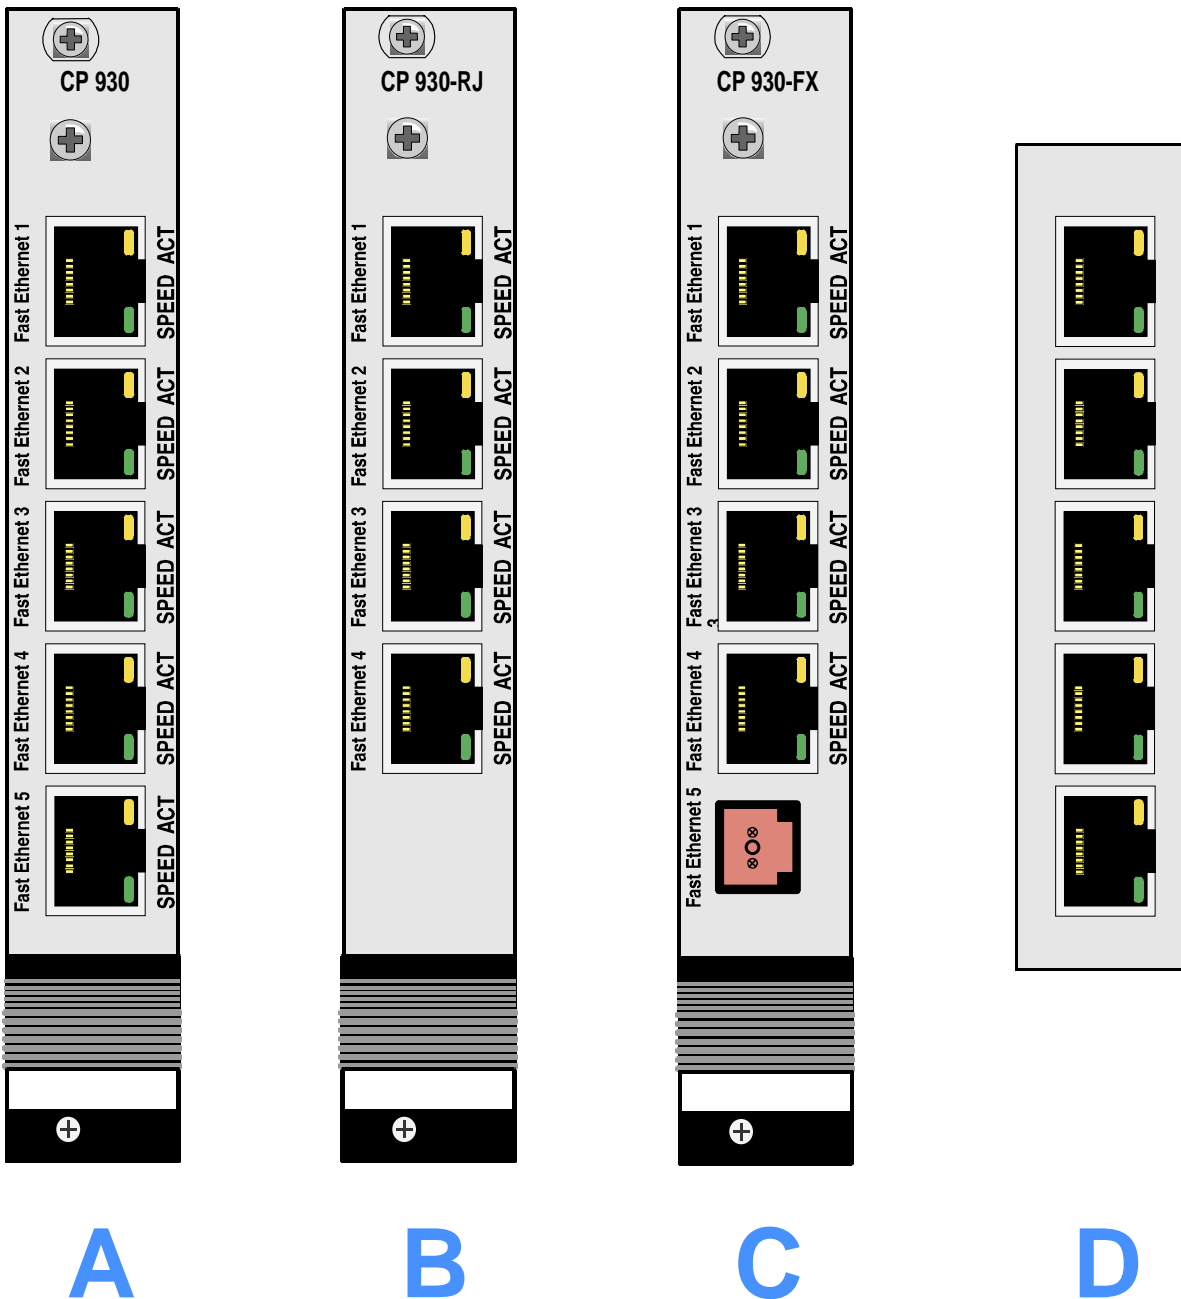 CP 930
Fast Ethernet 1
SPEED ACT
Fast Ethernet 2
SPEED ACT
Fast Ethernet 3
SPEED ACT
Fast Ethernet 4
SPEED ACT
Fast Ethernet 5
SPEED ACT
A
CP 930-RJ
Fast Ethernet 1
SPEED ACT
Fast Ethernet 2
SPEED ACT
Fast Ethernet 3
SPEED ACT
Fast Ethernet 4
SPEED ACT
B
CP 930-FX
Fast Ethernet 1
SPEED ACT
Fast Ethernet 2
SPEED ACT
Fast Ethernet 3
3
SPEED ACT
Fast Ethernet 4
SPEED ACT
Fast Ethernet 5
C
D